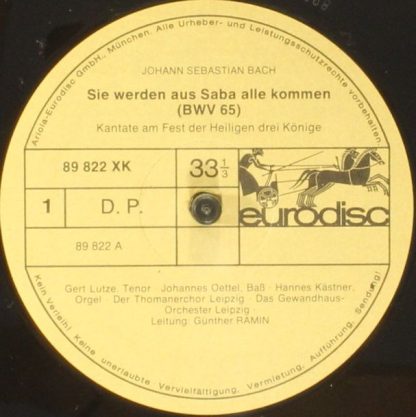 Ariola-Eurodisc GmbH., München. Alle Urheber- und Leistungsschutzrechte vorbehalten.
JOHANN SEBASTIAN BACH
Sie werden aus Saba alle kommen
(BWV 65)
Kantate am Fest der Heiligen drei Könige
89 822 XK
33 1/3
1
D. P.
eurodisc
89 822 A
Gert Lutze, Tenor · Johannes Oettel, Baß · Hannes Kästner,
Orgel · Der Thomanerchor Leipzig · Das Gewandhaus-
Orchester Leipzig
Leitung: Günther RAMIN
Kein Verleih! Keine unerlaubte Vervielfältigung, Vermietung, Aufführung, Sendung!